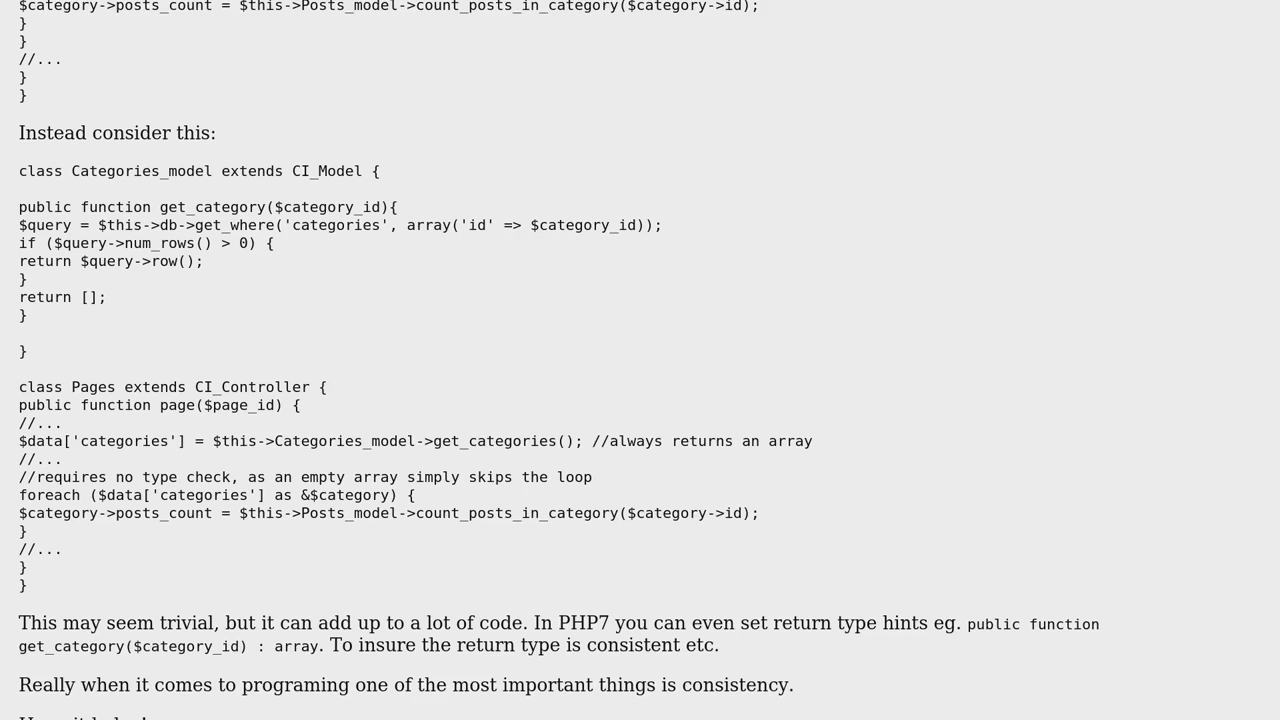 $category->posts_count = $this->Posts_model->count_posts_in_category($category->id);
}
}
//...
}
}
Instead consider this:
class Categories_model extends CI_Model {
public function get_category($category_id){
$query = $this->db->get_where('categories', array('id' => $category_id));
if ($query->num_rows() > 0) {
return $query->row();
}
return [];
}
}
class Pages extends CI_Controller {
public function page($page_id) {
//...
$data['categories'] = $this->Categories_model->get_categories(); //always returns an array
//...
//requires no type check, as an empty array simply skips the loop
foreach ($data['categories'] as &$category) {
$category->posts_count = $this->Posts_model->count_posts_in_category($category->id);
}
//...
}
}
This may seem trivial, but it can add up to a lot of code. In PHP7 you can even set return type hints eg. public function
get_category($category_id) : array. To insure the return type is consistent etc.
Really when it comes to programing one of the most important things is consistency.